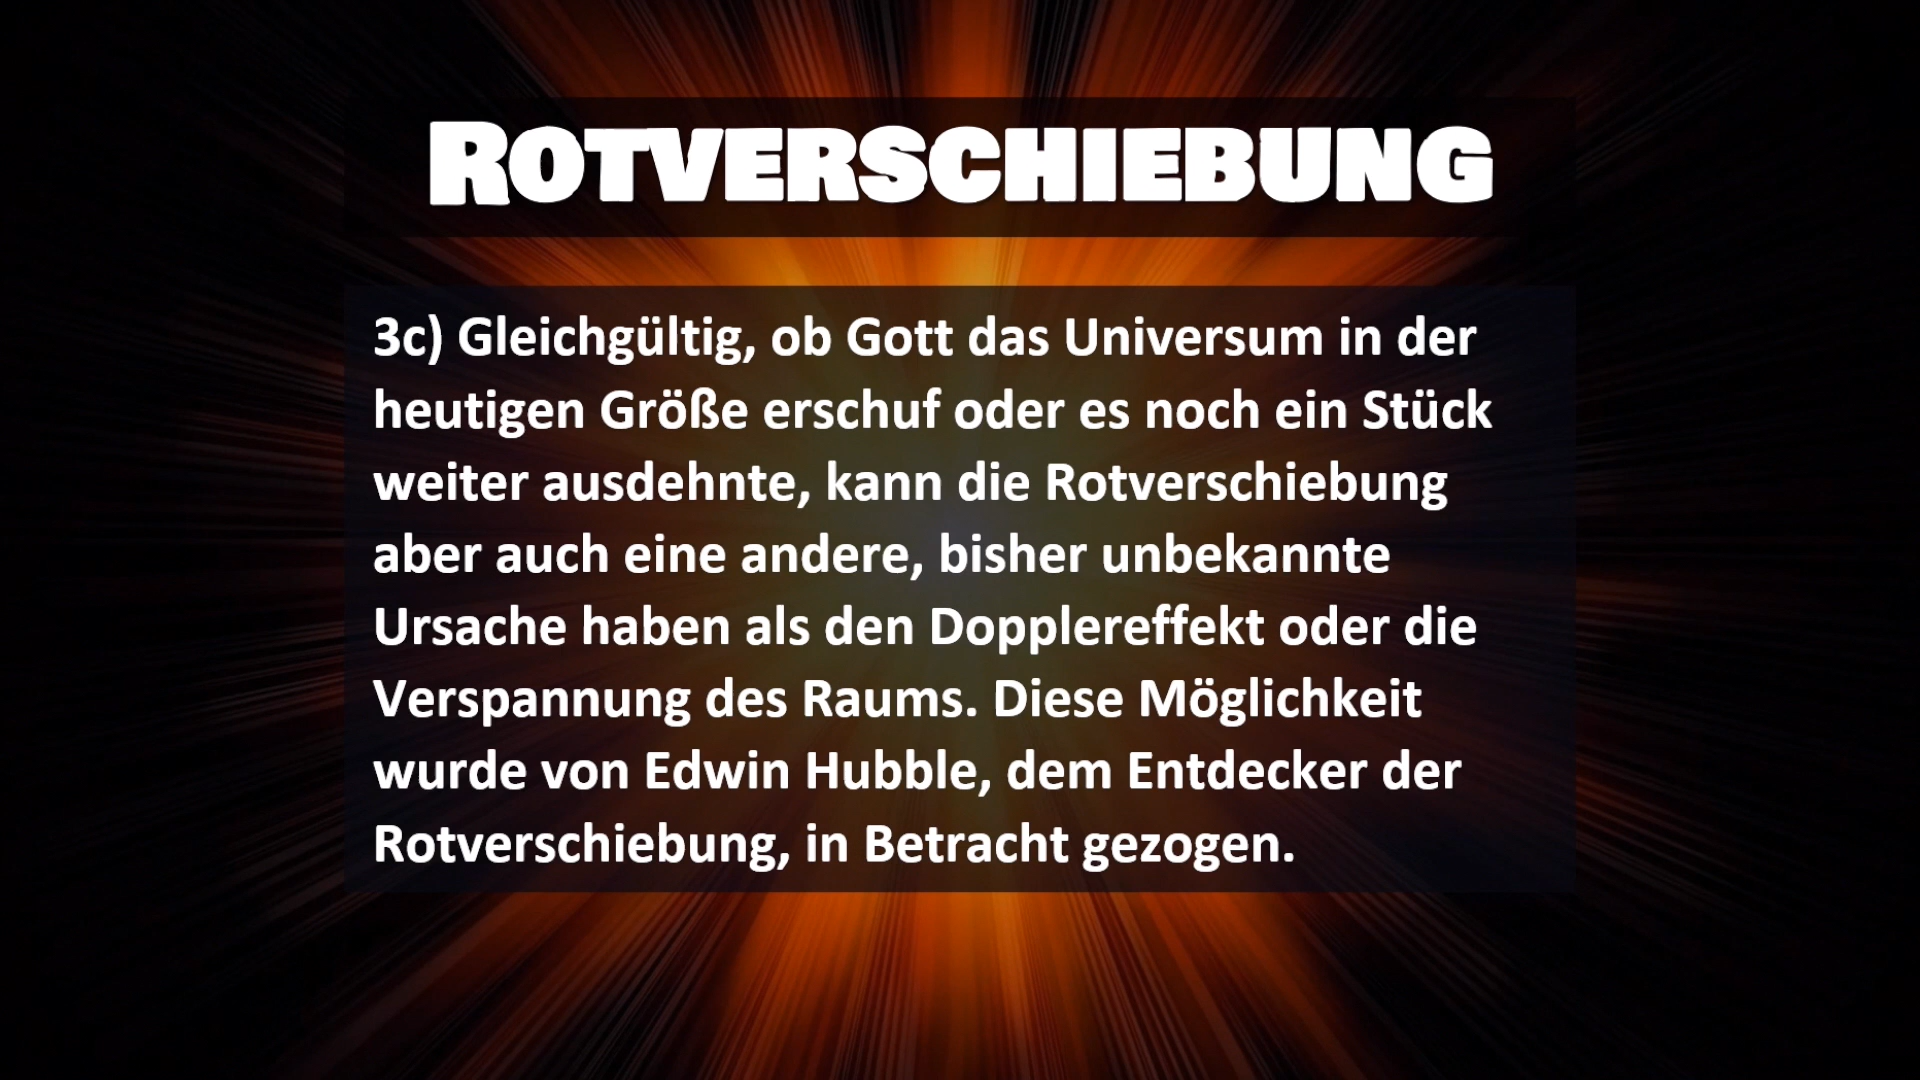 ROTVERSCHIEBUNG
3c) Gleichgültig, ob Gott das Universum in der
heutigen Größe erschuf oder es noch ein Stück
weiter ausdehnte, kann die Rotverschiebung
aber auch eine andere, bisher unbekannte
Ursache haben als den Dopplereffekt oder die
Verspannung des Raums. Diese Möglichkeit
wurde von Edwin Hubble, dem Entdecker der
Rotverschiebung, in Betracht gezogen.